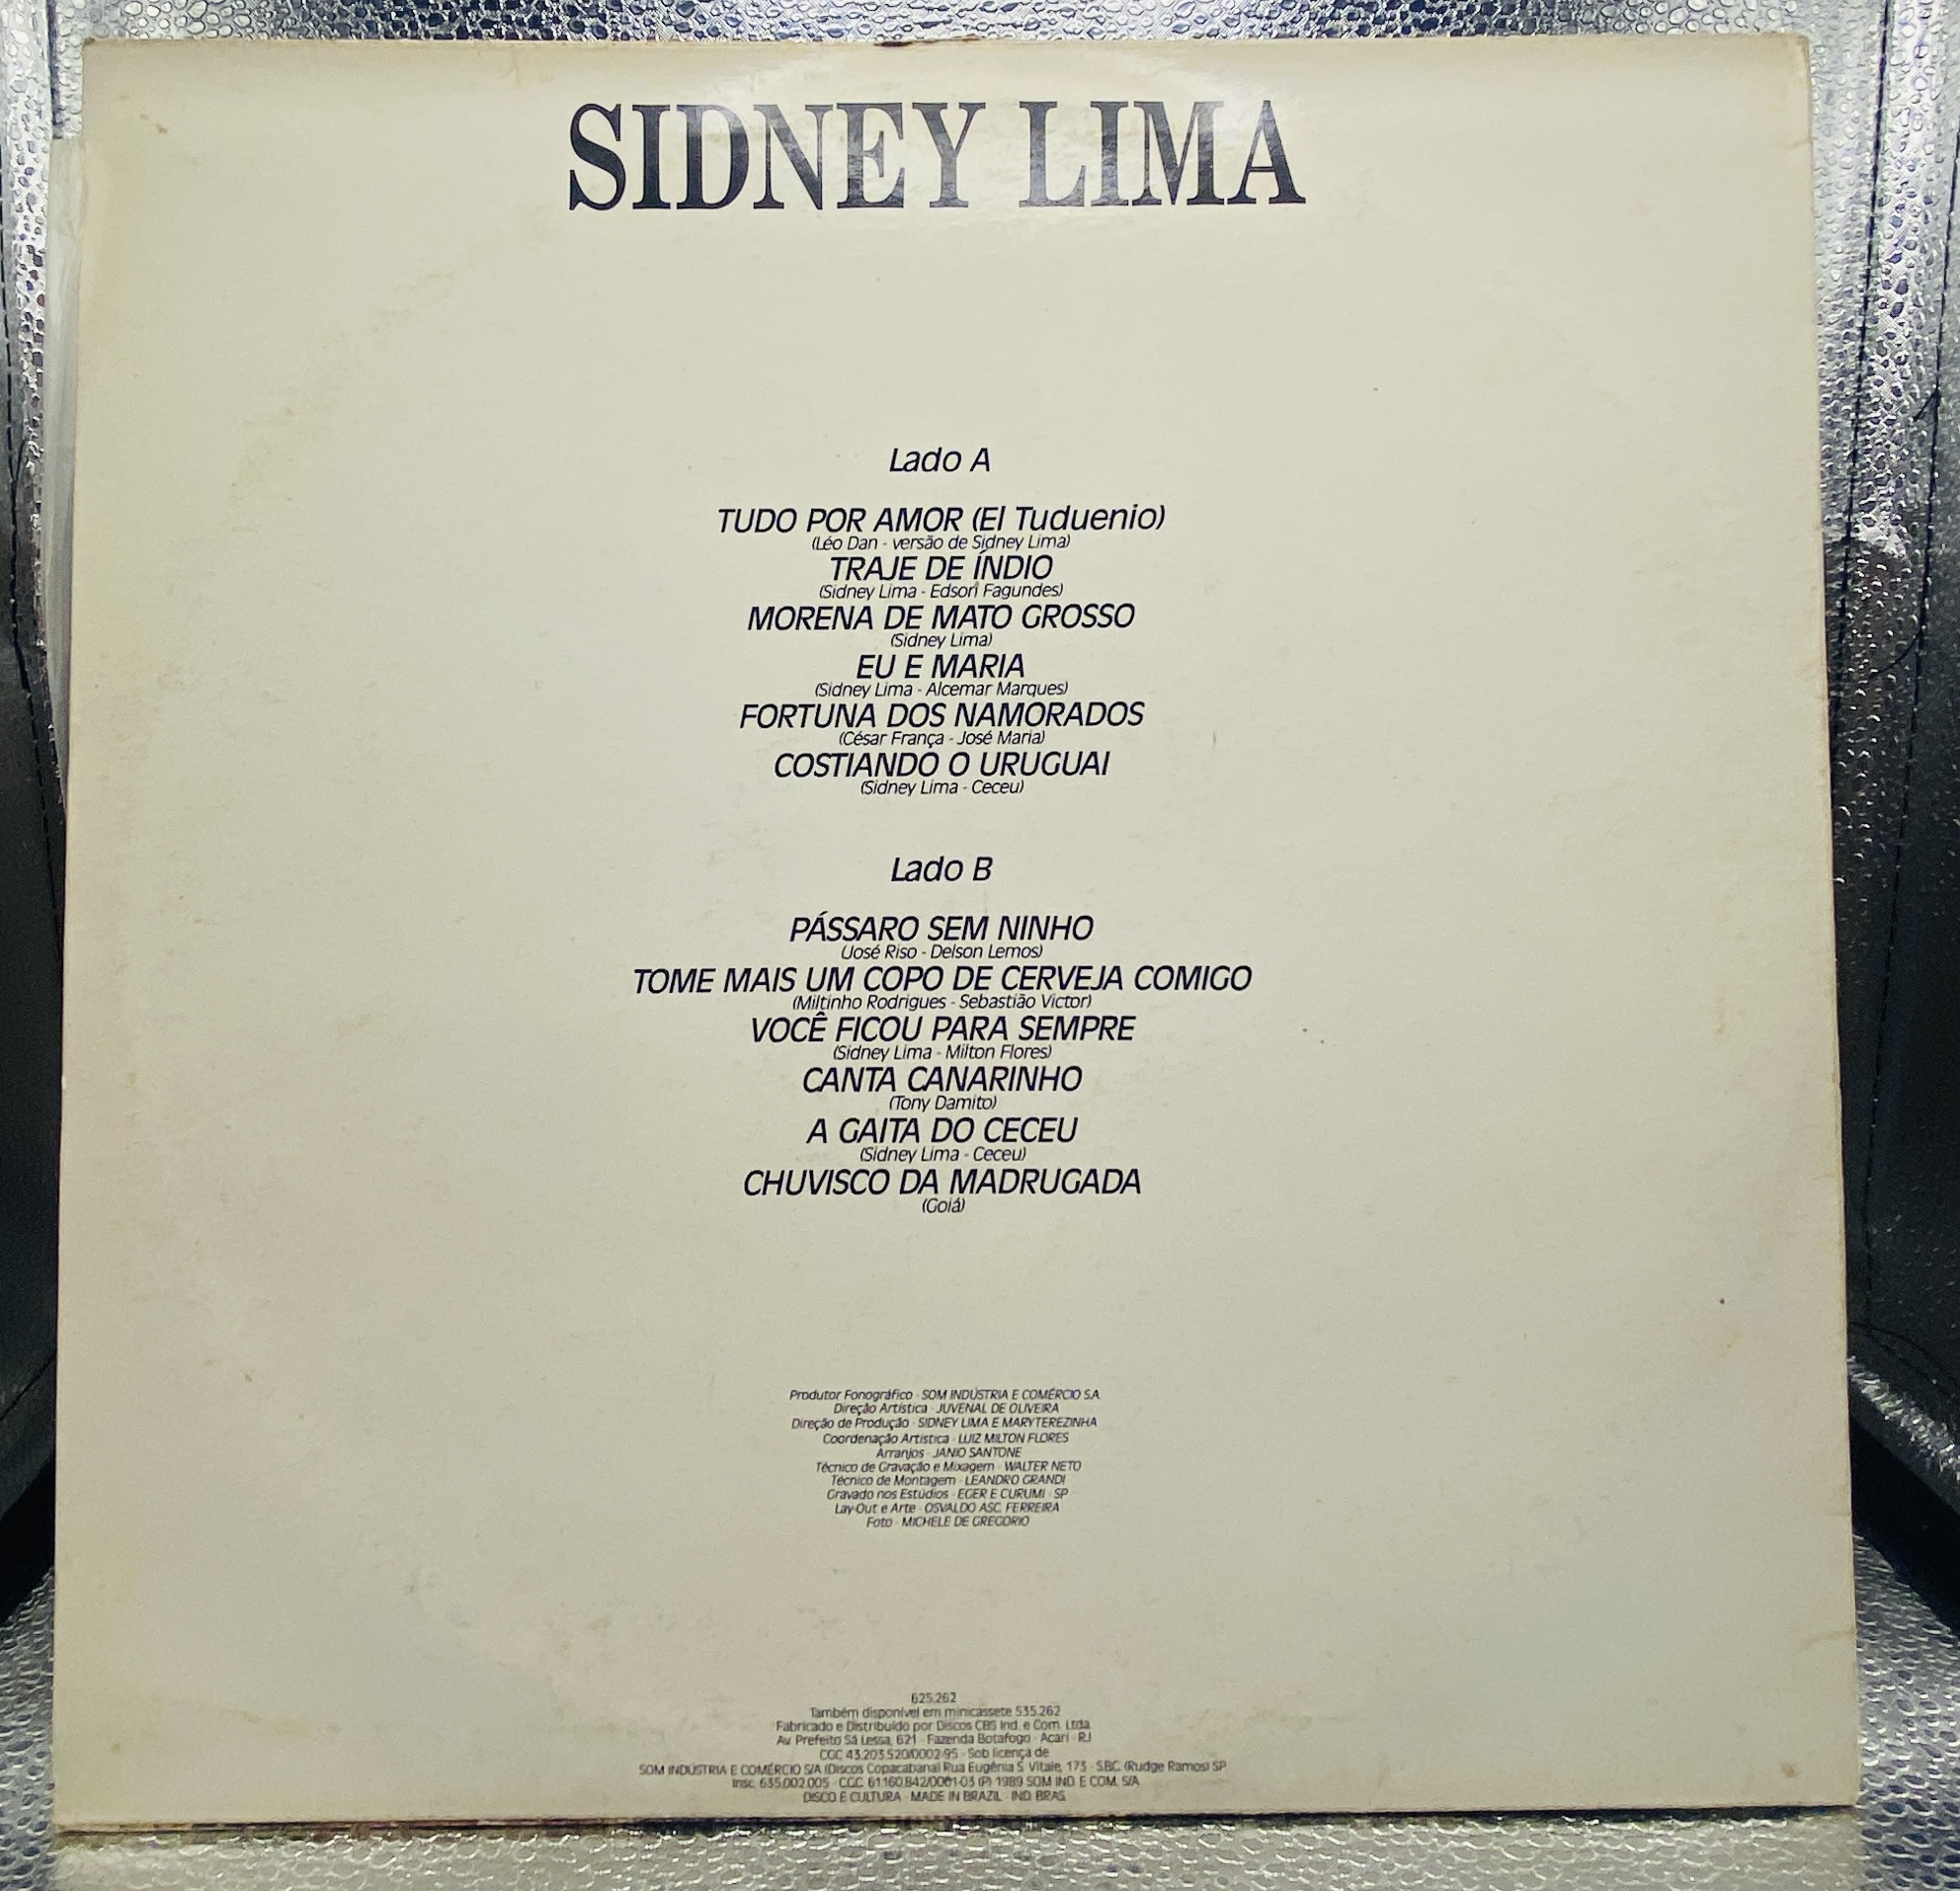 SIDNEY LIMA
Lado A
TUDO POR AMOR (El Tuduenio)
(Léo Dan - versão de Sidney Lima)
TRAJE DE ÍNDIO
(Sidney Lima - Edson Fagundes)
MORENA DE MATO GROSSO
(Sidney Lima)
EU E MARIA
(Sidney Lima - Alcemar Marques)
FORTUNA DOS NAMORADOS
(César França - José Maria)
COSTIANDO O URUGUAI
(Sidney Lima - Ceceu)
Lado B
PÁSSARO SEM NINHO
(José Riso - Delson Lemos)
TOME MAIS UM COPO DE CERVEJA COMIGO
(Miltinho Rodrigues - Sebastião Victor)
VOCÊ FICOU PARA SEMPRE
(Sidney Lima - Milton Flores)
CANTA CANARINHO
(Tony Damito)
A GAITA DO CECEU
(Sidney Lima - Ceceu)
CHUVISCO DA MADRUGADA
(Goiá)
Produtor Fonográfico - SOM INDÚSTRIA E COMÉRCIO S.A.
Direção Artística - JUVENAL DE OLIVEIRA
Direção de Produção - SIDNEY LIMA E MARYTEREZINHA
Coordenação Artística - LUIZ MILTON FLORES
Arranjos - JANIO SANTONE
Técnico de Gravação e Mixagem - WALTER NETO
Técnico de Montagem - LEANDRO GRANDI
Gravado nos Estúdios - EGER E CURUMI - SP
Lay-Out e Arte - OSVALDO ASC. FERREIRA
Foto - MICHELE DE GREGORIO
625.262
Também disponível em minicassete 535.262
Fabricado e Distribuído por Discos CBS Ind. e Com. Ltda.
Av. Prefeito Sá Lessa, 621 - Fazenda Botafogo - Acari - RJ
CGC 43.203.520/0002-95 - Sob licença de
SOM INDÚSTRIA E COMÉRCIO S/A (Discos Copacabana) Rua Eugênia S. Vitale, 173 - S.B.C. (Rudge Ramos) SP
Insc. 635.002.005 - C.G.C. 61.160.842/0001-03 (P) 1989 SOM IND. E COM. S/A
DISCO É CULTURA - MADE IN BRAZIL - IND. BRAS.